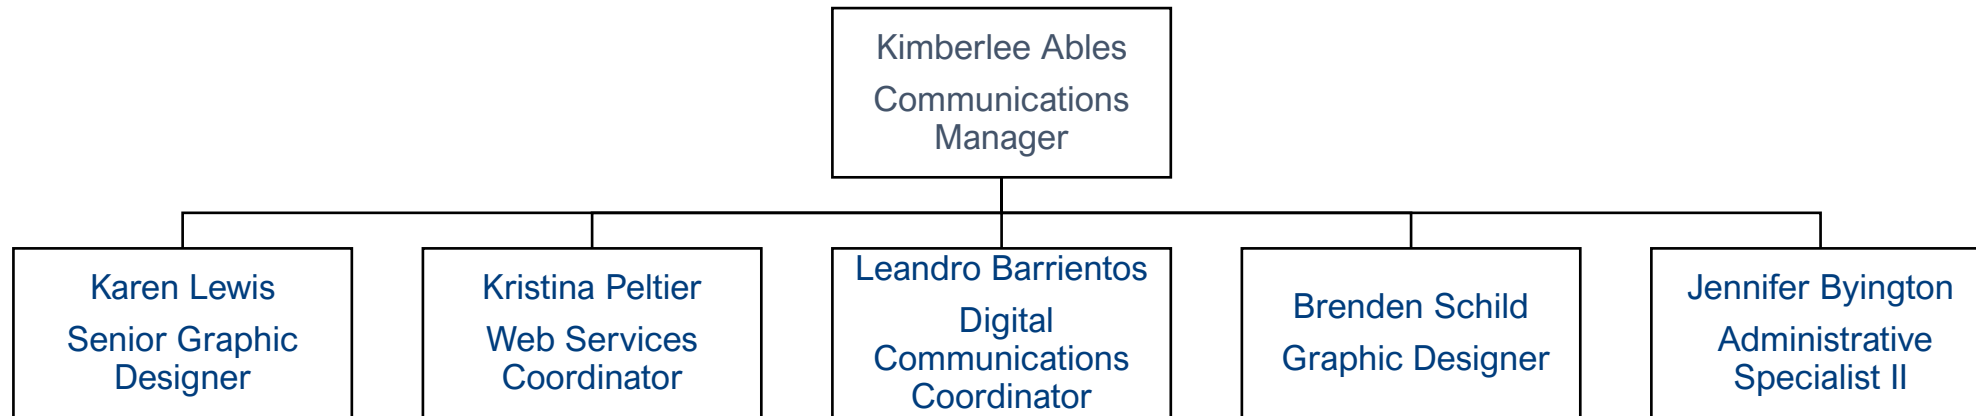 Kimberlee Ables
Communications
Manager
Karen Lewis
Senior Graphic
Designer
Kristina Peltier
Web Services
Coordinator
Leandro Barrientos
Digital
Communications
Coordinator
Brenden Schild
Graphic Designer
Jennifer Byington
Administrative
Specialist II